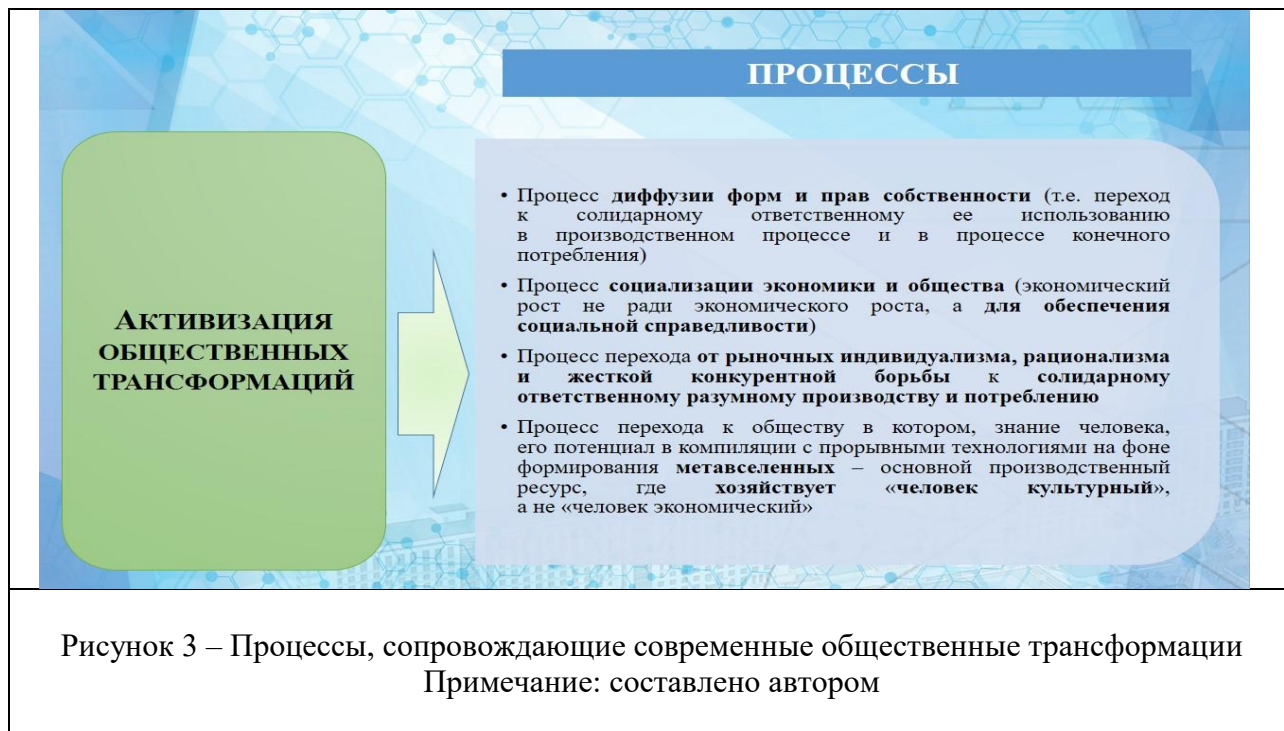 ПРОЦЕССЫ
АКТИВИЗАЦИЯ
ОБЩЕСТВЕННЫХ
ТРАНСФОРМАЦИЙ
• Процесс диффузии форм и прав собственности (т.е. переход
к солидарному ответственному ее использованию
в производственном процессе и в процессе конечного
потребления)
• Процесс социализации экономики и общества (экономический
рост не ради экономического роста, а для обеспечения
социальной справедливости)
• Процесс перехода от рыночных индивидуализма, рационализма
и жесткой конкурентной борьбы к солидарному
ответственному разумному производству и потреблению
• Процесс перехода к обществу в котором, знание человека,
его потенциал в компиляции с прорывными технологиями на фоне
формирования метавселенных – основной производственный
ресурс, где хозяйствует «человек культурный»,
а не «человек экономический»
Рисунок 3 – Процессы, сопровождающие современные общественные трансформации
Примечание: составлено автором